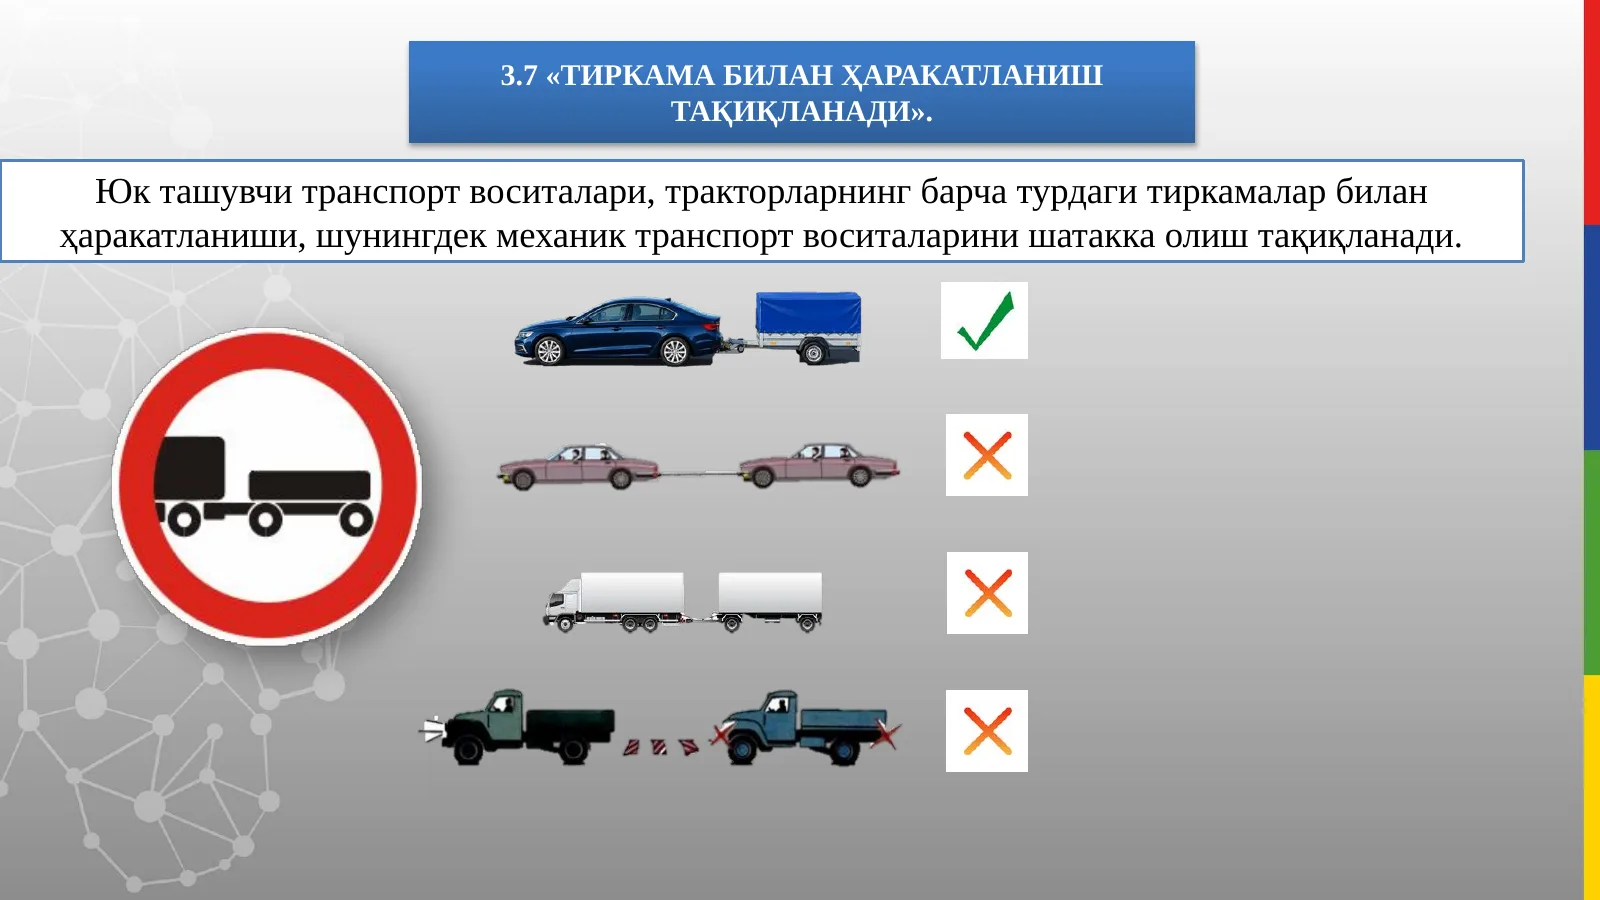 3.7 «ТИРКАМА БИЛАН ҲАРАКАТЛАНИШ
ТАҚИҚЛАНАДИ».
Юк ташувчи транспорт воситалари, тракторларнинг барча турдаги тиркамалар билан
ҳаракатланиши, шунингдек механик транспорт воситаларини шатакка олиш тақиқланади.